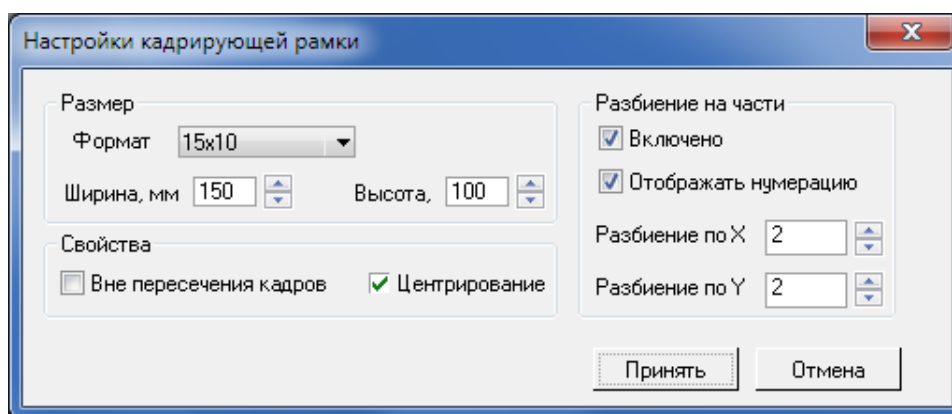 Настройки кадрирующей рамки
Размер
Формат 15x10
Ширина, мм 150 Высота, 100
Свойства
Вне пересечения кадров Центрирование
Разбиение на части
Включено
Отображать нумерацию
Разбиение по X 2
Разбиение по Y 2
Принять Отмена